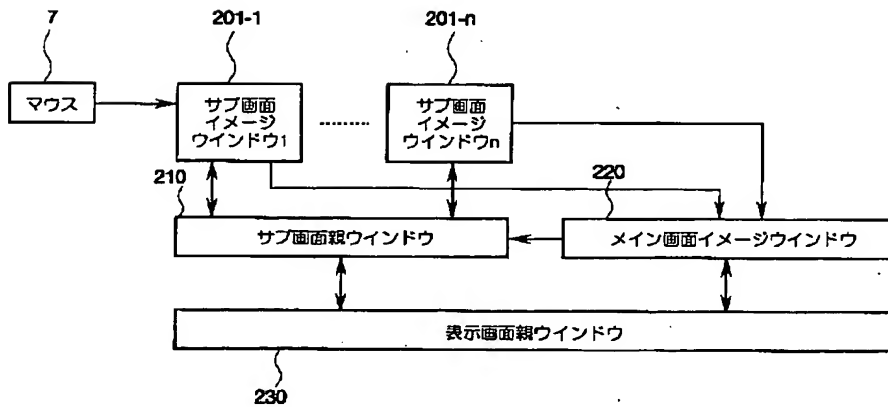 7
201-1
201-n
マウス
サブ画面
イメージ
ウインドウ1
サブ画面
イメージ
ウインドウn
210
220
サブ画面親ウインドウ
メイン画面イメージウインドウ
表示画面親ウインドウ
230